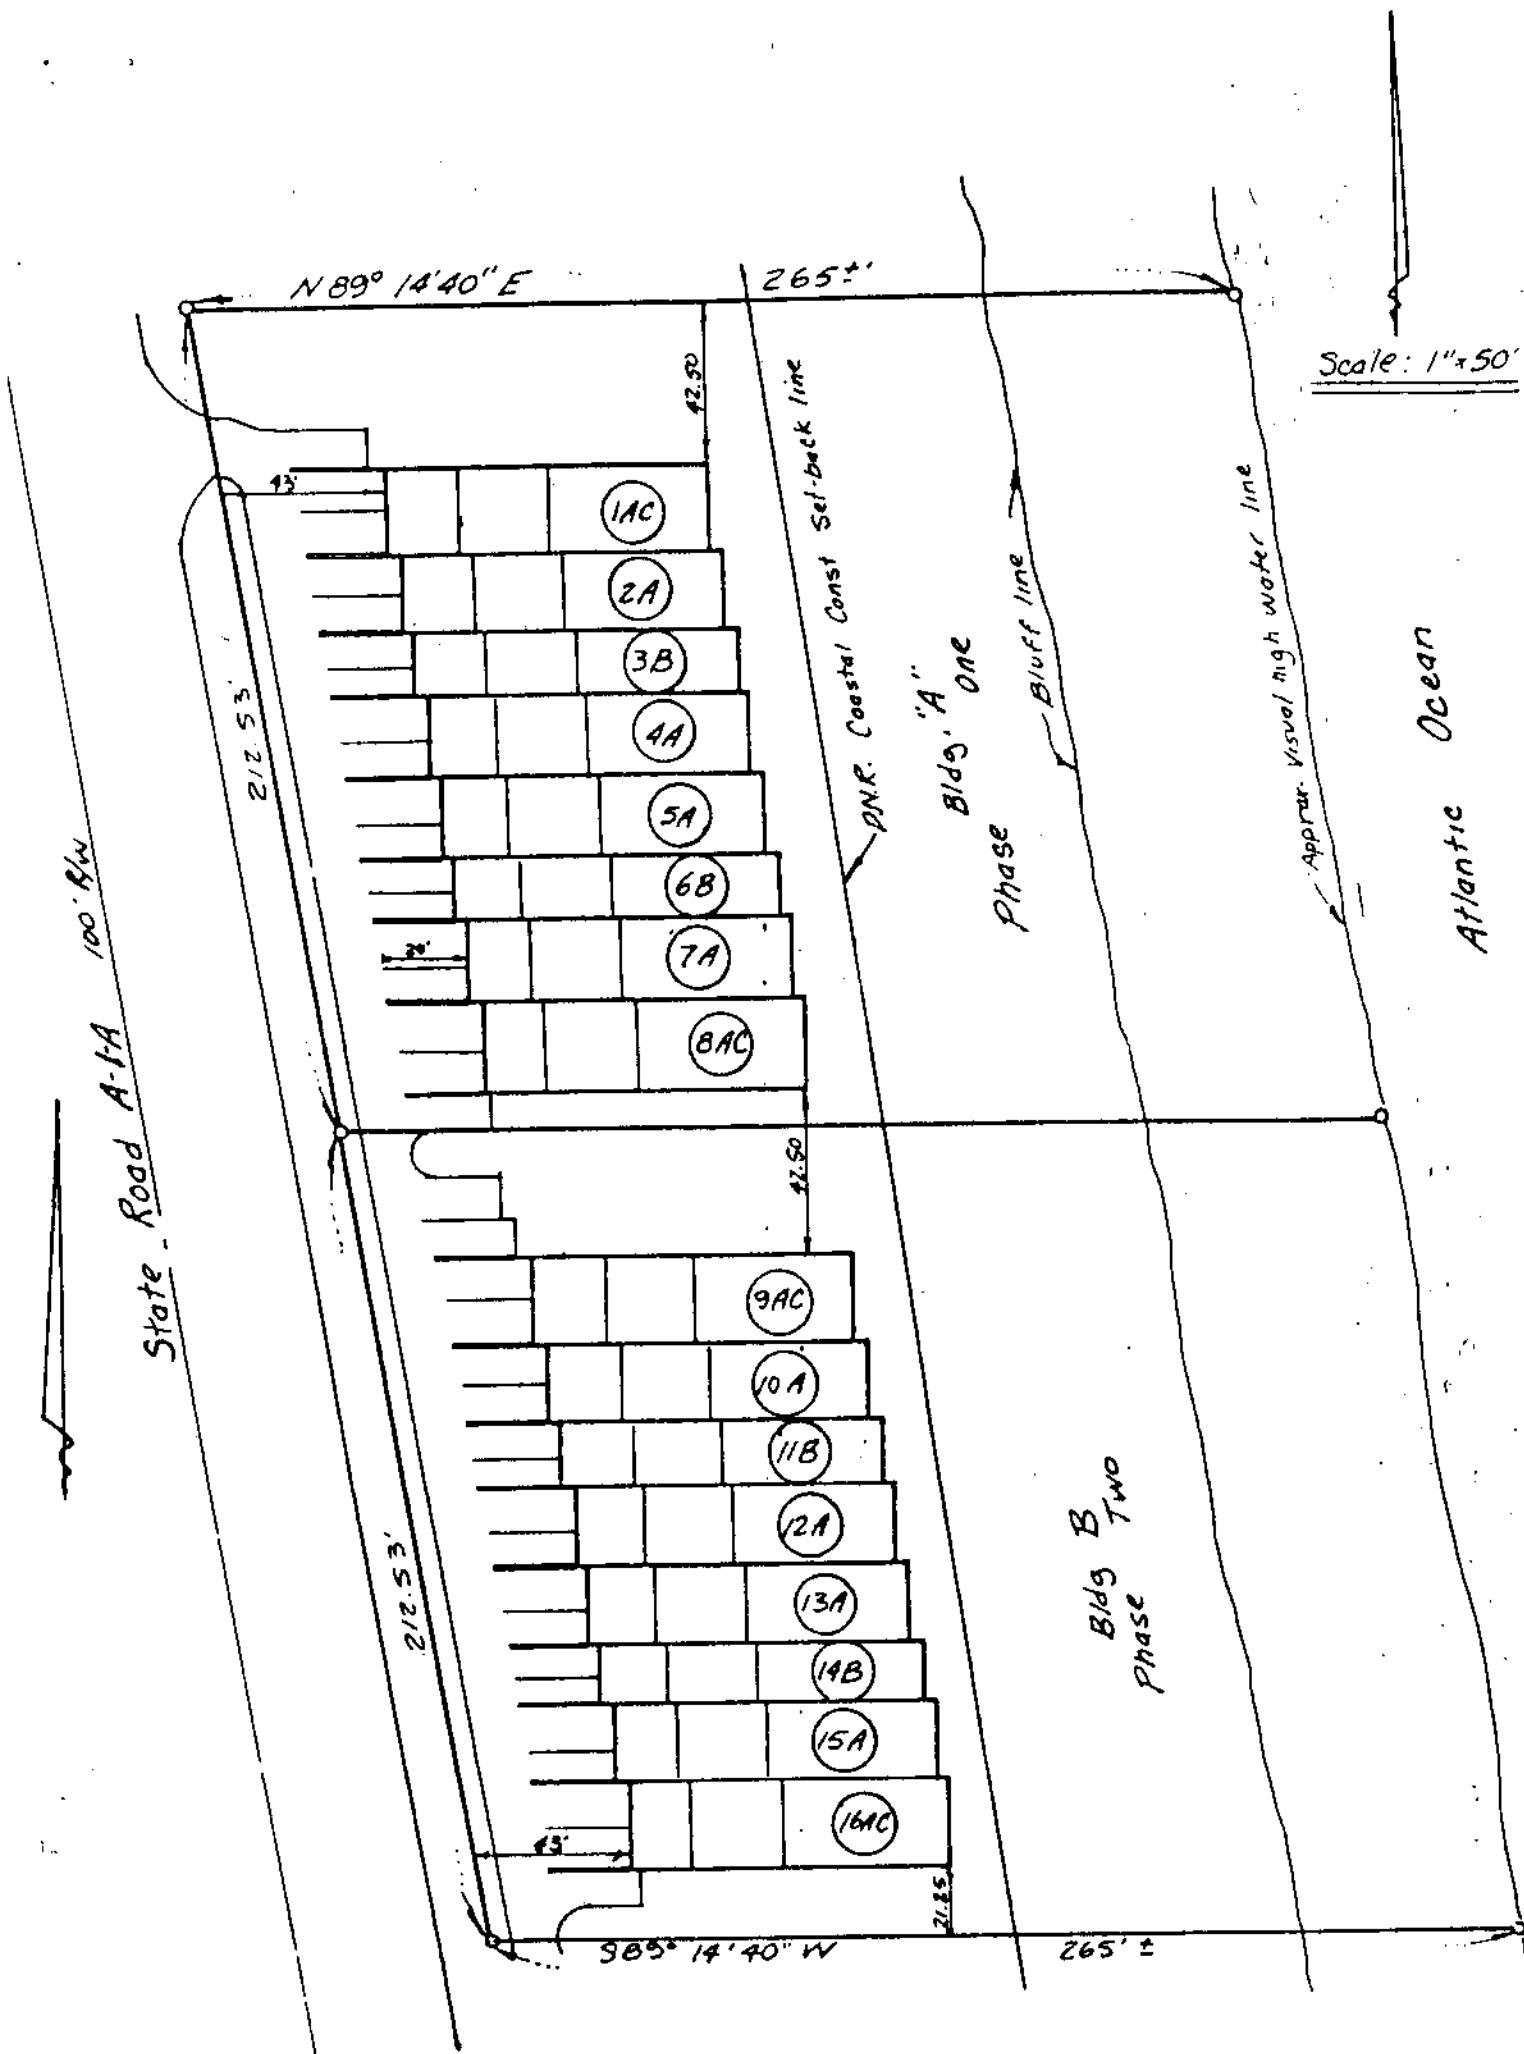 N 89° 14' 40" E
265±'
Scale: 1"=50'
42.50
43'
D.N.R. Coastal Const Set-back line
1AC
2A
3B
4A
5A
6B
7A
8AC
24'
212.53'
Bldg. "A"
Phase One
Bluff line
Approx. Visual high water line
Atlantic Ocean
State Road A-1-A 100' R/W
42.50
9AC
10A
11B
12A
13A
14B
15A
16AC
212.53'
Bldg B
Phase Two
43'
21.25
S 89° 14' 40" W
265' ±